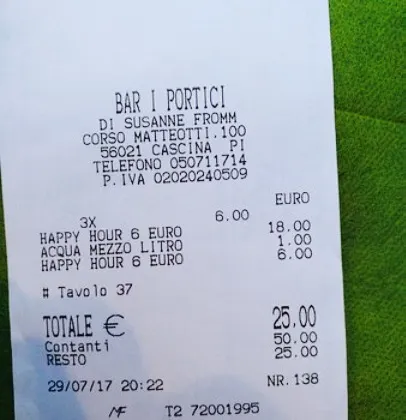 BAR I PORTICI
DI SUSANNE FROMM
CORSO MATTEOTTI.100
56021 CASCINA PI
TELEFONO 050711714
P.IVA 02020240509
EURO
3X 6.00
HAPPY HOUR 6 EURO 18.00
ACQUA MEZZO LITRO 1.00
HAPPY HOUR 6 EURO 6.00
# Tavolo 37
TOTALE € 25,00
Contanti 50.00
RESTO 25.00
29/07/17 20:22 NR.138
MF T2 72001995